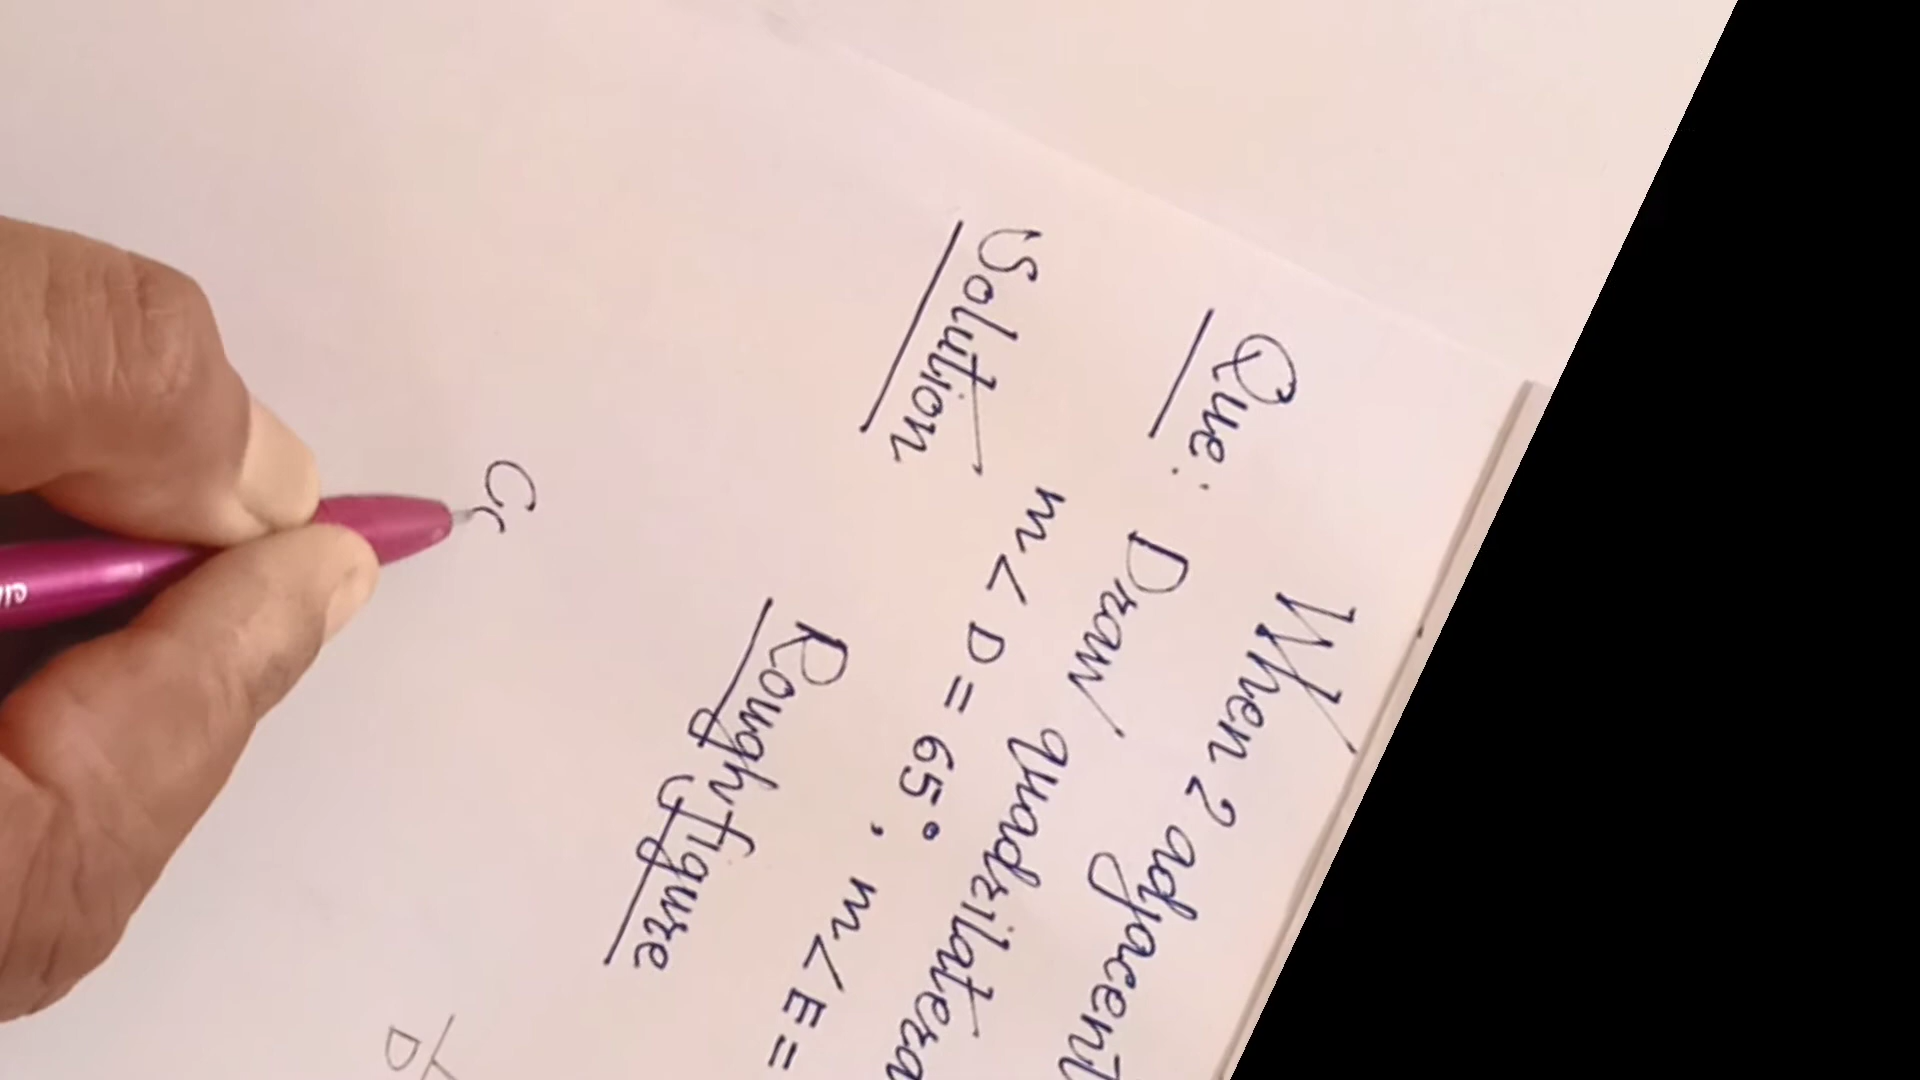 When 2 adjacent
Que: Draw quadrilatera
m∠D = 65°, m∠E =
Solution
Rough figure
D